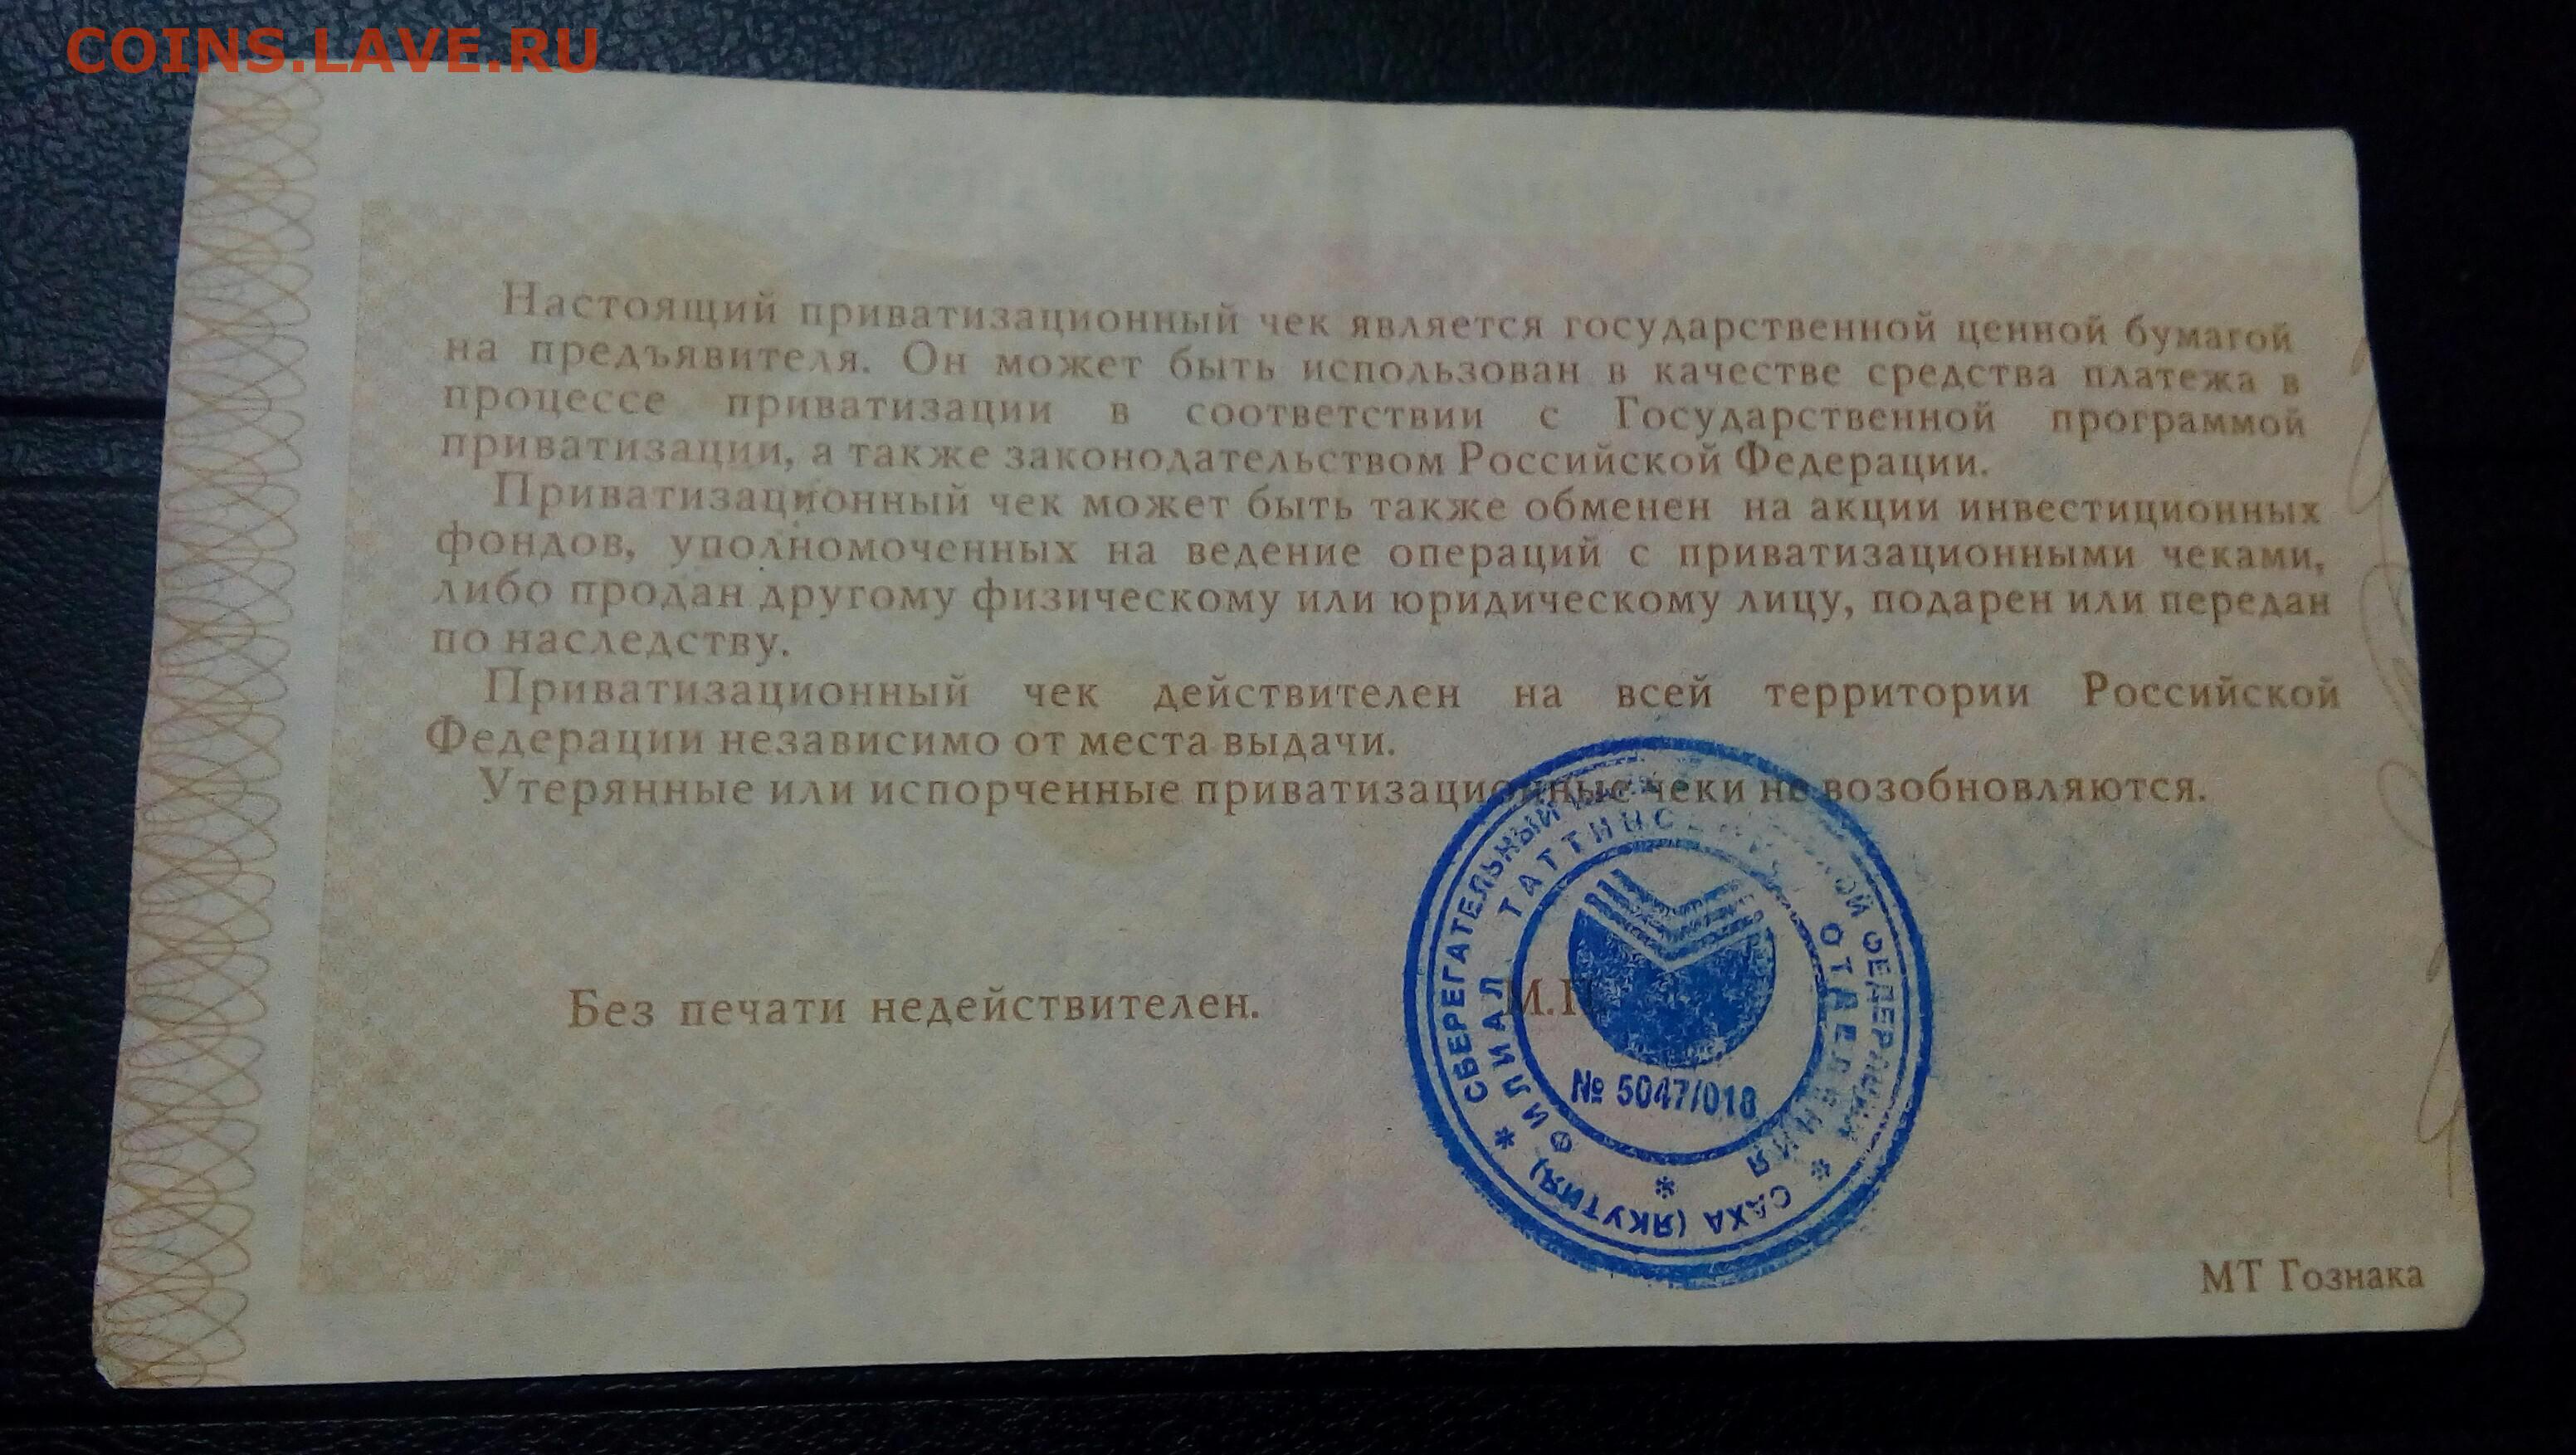 COINS.LAVE.RU
Настоящий приватизационный чек является государственной ценной бумагой
на предъявителя. Он может быть использован в качестве средства платежа в
процессе приватизации в соответствии с Государственной программой
приватизации, а также законодательством Российской Федерации.
Приватизационный чек может быть также обменен на акции инвестиционных
фондов, уполномоченных на ведение операций с приватизационными чеками,
либо продан другому физическому или юридическому лицу, подарен или передан
по наследству.
Приватизационный чек действителен на всей территории Российской
Федерации независимо от места выдачи.
Утерянные или испорченные приватизационные чеки не возобновляются.
Без печати недействителен.
М.П.
* СБЕРЕГАТЕЛЬНЫЙ ФЕДЕРАЦИИ * САХА (ЯКУТИЯ)
ФИЛИАЛ ОТДЕЛЕНИЯ *
№ 5047/018
МТ Гознака